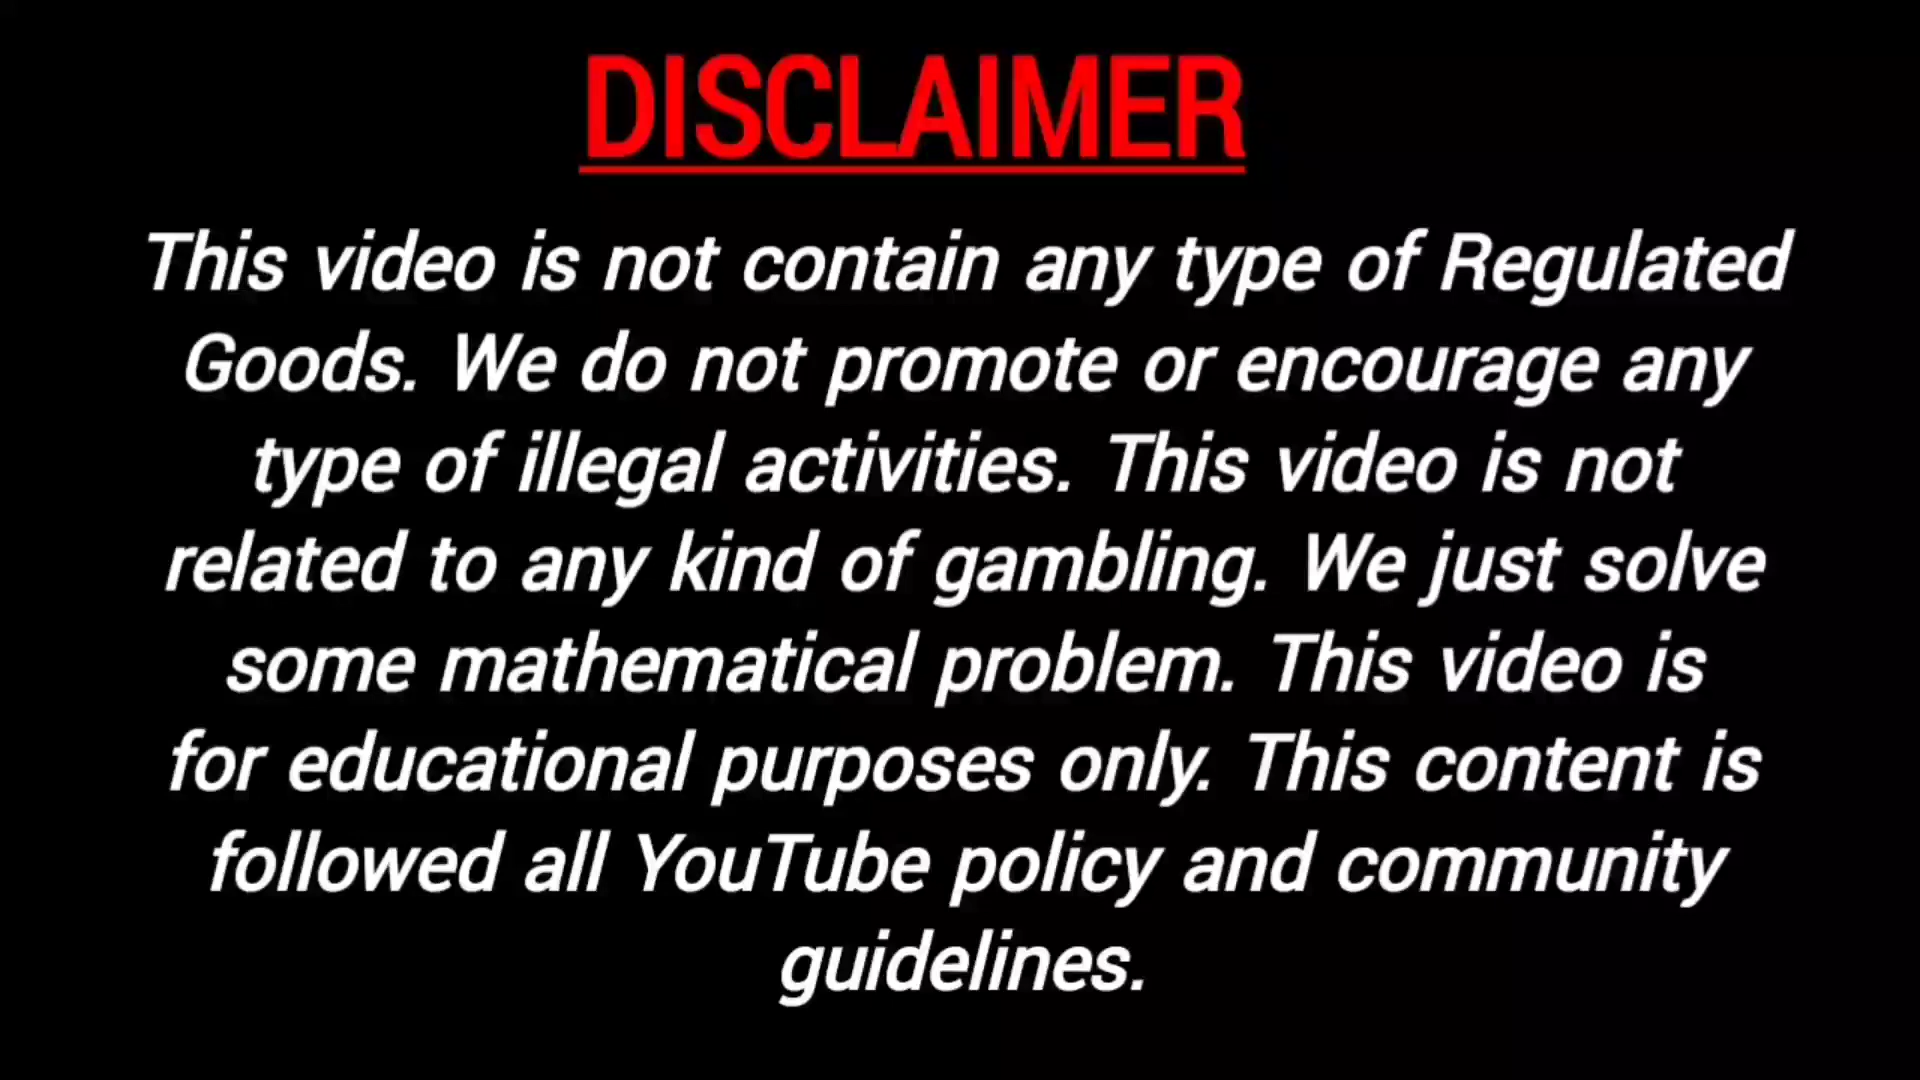 DISCLAIMER
This video is not contain any type of Regulated
Goods. We do not promote or encourage any
type of illegal activities. This video is not
related to any kind of gambling. We just solve
some mathematical problem. This video is
for educational purposes only. This content is
followed all YouTube policy and community
guidelines.